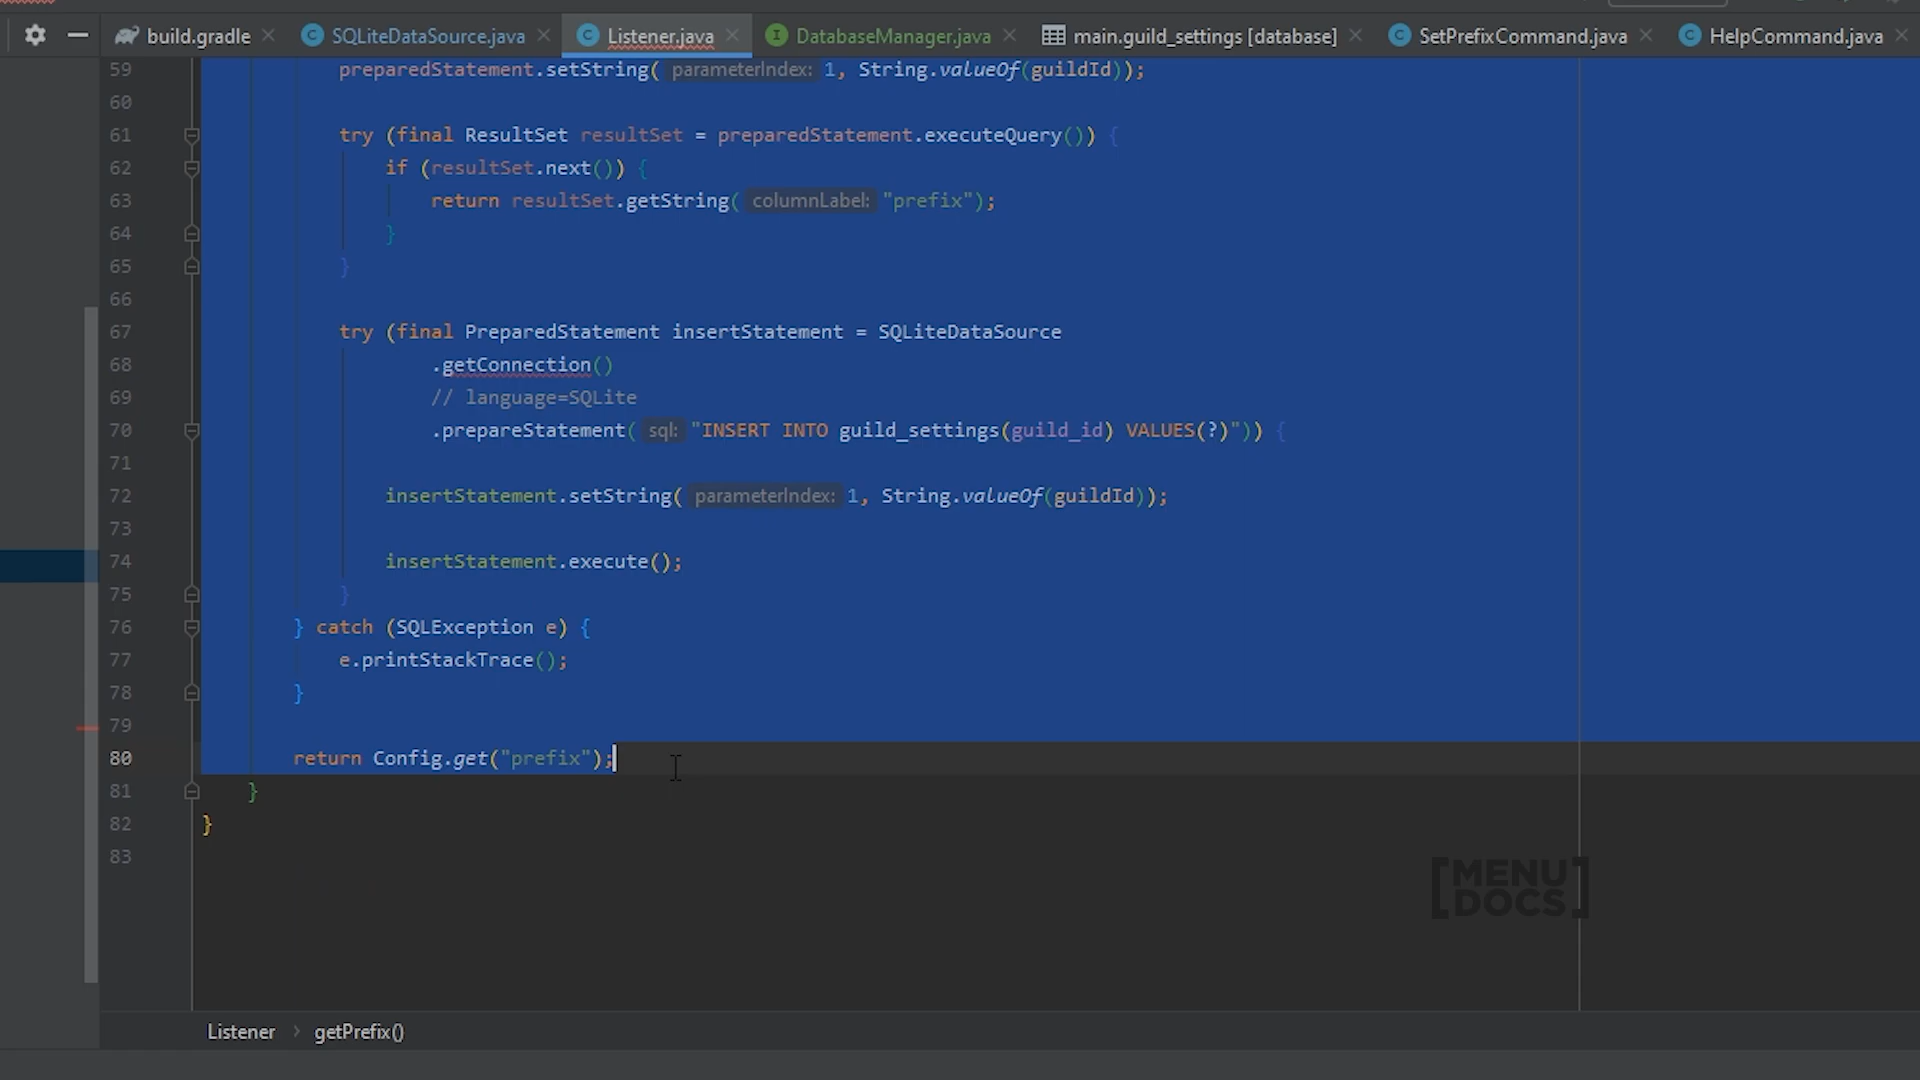 build.gradle
SQLiteDataSource.java
Listener.java
DatabaseManager.java
main.guild_settings [database]
SetPrefixCommand.java
HelpCommand.java
59 preparedStatement.setString( parameterIndex: 1, String.valueOf(guildId));
60
61 try (final ResultSet resultSet = preparedStatement.executeQuery()) {
62 if (resultSet.next()) {
63 return resultSet.getString( columnLabel: "prefix");
64 }
65 }
66
67 try (final PreparedStatement insertStatement = SQLiteDataSource
68 .getConnection()
69 // language=SQLite
70 .prepareStatement( sql: "INSERT INTO guild_settings(guild_id) VALUES(?)")) {
71
72 insertStatement.setString( parameterIndex: 1, String.valueOf(guildId));
73
74 insertStatement.execute();
75 }
76 } catch (SQLException e) {
77 e.printStackTrace();
78 }
79
80 return Config.get("prefix");
81 }
82 }
83
[MENU
DOCS]
Listener > getPrefix()